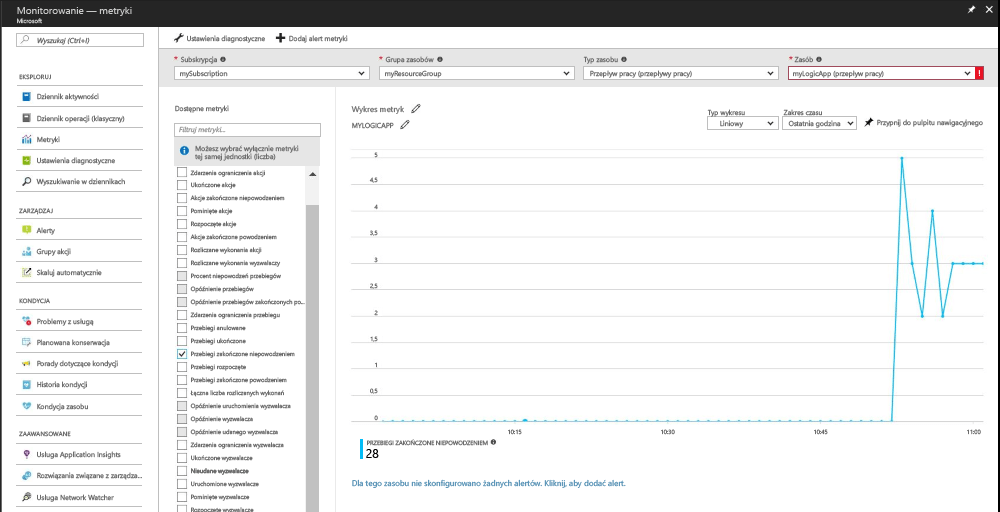 Monitorowanie — metryki
Microsoft
Wyszukaj (Ctrl+I)
EKSPLORUJ
Dziennik aktywności
Dziennik operacji (klasyczny)
Metryki
Ustawienia diagnostyczne
Wyszukiwanie w dziennikach
ZARZĄDZAJ
Alerty
Grupy akcji
Skaluj automatycznie
KONDYCJA
Problemy z usługą
Planowana konserwacja
Porady dotyczące kondycji
Historia kondycji
Kondycja zasobu
ZAAWANSOWANE
Usługa Application Insights
Rozwiązania związane z zarządza...
Usługa Network Watcher
Ustawienia diagnostyczne
Dodaj alert metryki
* Subskrypcja
mySubscription
* Grupa zasobów
myResourceGroup
Typ zasobu
Przepływ pracy (przepływy pracy)
* Zasób
myLogicApp (przepływ pracy)
Dostępne metryki
Filtruj metryki...
Możesz wybrać wyłącznie metryki
tej samej jednostki (liczba)
Zdarzenia ograniczenia akcji
Ukończone akcje
Akcje zakończone niepowodzeniem
Pominięte akcje
Rozpoczęte akcje
Akcje zakończone powodzeniem
Rozliczane wykonania akcji
Rozliczane wykonania wyzwalaczy
Procent niepowodzeń przebiegów
Opóźnienie przebiegów
Opóźnienie przebiegów zakończonych po...
Zdarzenia ograniczenia przebiegu
Przebiegi anulowane
Przebiegi ukończone
Przebiegi zakończone niepowodzeniem
Przebiegi rozpoczęte
Przebiegi zakończone powodzeniem
Łączna liczba rozliczanych wykonań
Opóźnienie uruchomienia wyzwalacza
Opóźnienie wyzwalacza
Opóźnienie udanego wyzwalacza
Zdarzenia ograniczenia wyzwalacza
Ukończone wyzwalacze
Nieudane wyzwalacze
Uruchomione wyzwalacze
Pominięte wyzwalacze
Rozpoczęte wyzwalacze
Wykres metryk
MYLOGICAPP
Typ wykresu
Liniowy
Zakres czasu
Ostatnia godzina
Przypnij do pulpitu nawigacyjnego
5
4,5
4
3,5
3
2,5
2
1,5
1
0,5
0
10:15
10:30
10:45
11:00
PRZEBIEGI ZAKOŃCZONE NIEPOWODZENIEM
28
Dla tego zasobu nie skonfigurowano żadnych alertów. Kliknij, aby dodać alert.